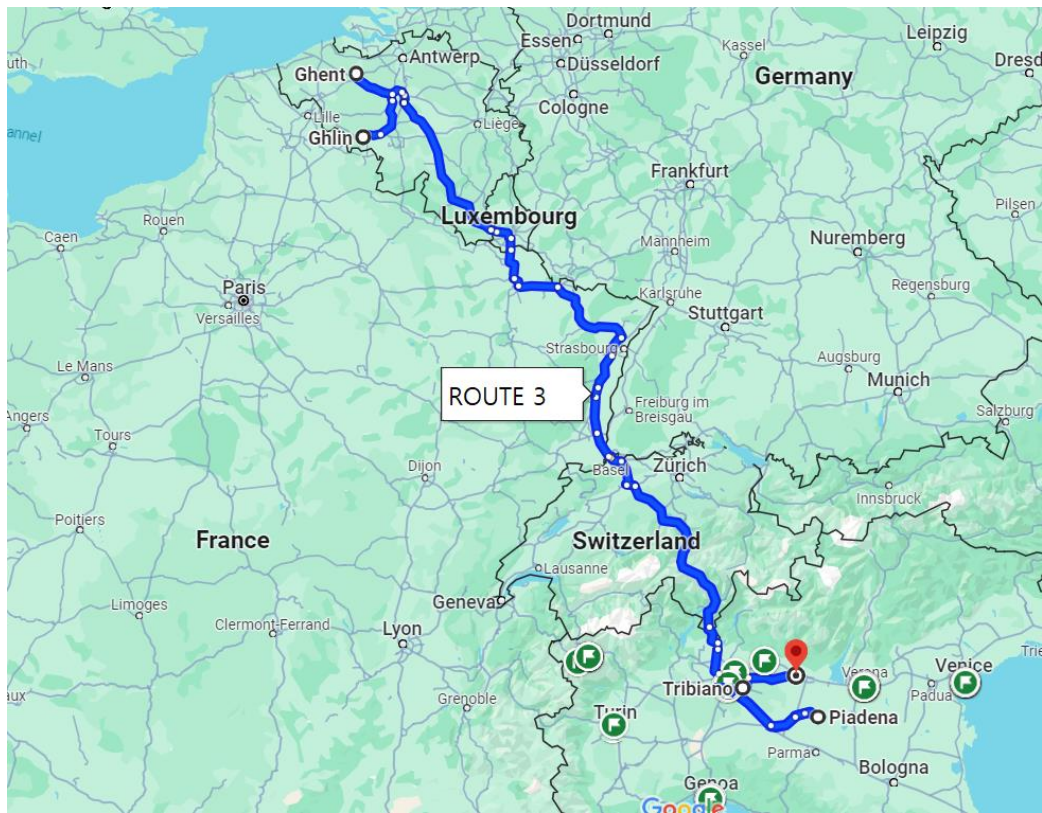 Dortmund
Essen
Leipzig
Kassel
Antwerp
Düsseldorf
Dresd
Ghent
Germany
Cologne
Lille
Liège
annel
Ghlin
Frankfurt
Luxembourg
Pilsen
Rouen
Caen
Mannheim
Nuremberg
Paris
Karlsruhe
Regensburg
Versailles
Stuttgart
Strasbourg
Le Mans
Augsburg
Munich
ROUTE 3
Freiburg im
Breisgau
Angers
Salzburg
Tours
Basel
Zürich
Dijon
Innsbruck
Poitiers
France
Switzerland
Lausanne
Geneva
Limoges
Clermont-Ferrand
Lyon
Verona
Venice
Trie
Tribiano
Padua
Grenoble
Turin
Piadena
Parma
Bologna
Genoa
Google